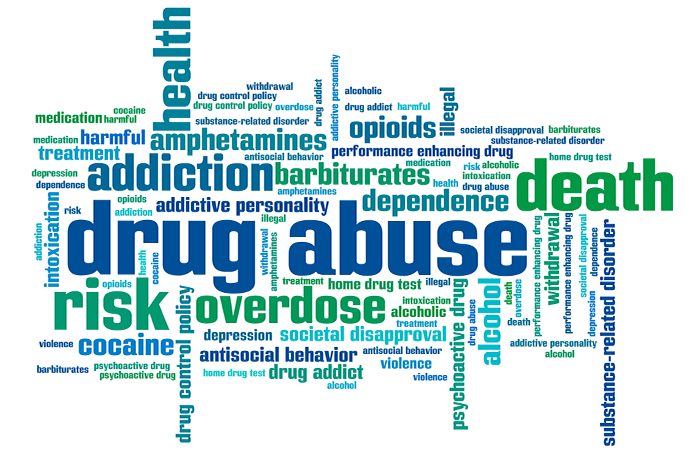 health
withdrawal
drug control policy
cocaine
medication
harmful
drug control policy
overdose
drug addict
addictive personality
alcoholic
drug addict
harmful
illegal
substance-related disorder
opioids
societal disapproval
barbiturates
substance-related disorder
medication
harmful
amphetamines
treatment
antisocial behavior
performance enhancing drug
home drug test
depression
addiction
barbiturates
medication
risk
alcoholic
intoxication
death
dependence
amphetamines
health
drug abuse
intoxication
risk
opioids
addiction
addictive personality
dependence
addiction
drug abuse
illegal
cocaine
health
withdrawal
amphetamines
performance enhancing drug
withdrawal
performance enhancing drug
societal disapproval
dependence
substance-related disorder
opioids
treatment
home drug test
illegal
risk
drug control policy
overdose
intoxication
alcoholic
treatment
psychoactive drug
drug abuse
alcohol
death
overdose
death
depression
violence
cocaine
depression
societal disapproval
addictive personality
alcohol
antisocial behavior
antisocial behavior
violence
violence
barbiturates
psychoactive drug
psychoactive drug
home drug test
drug addict
alcohol